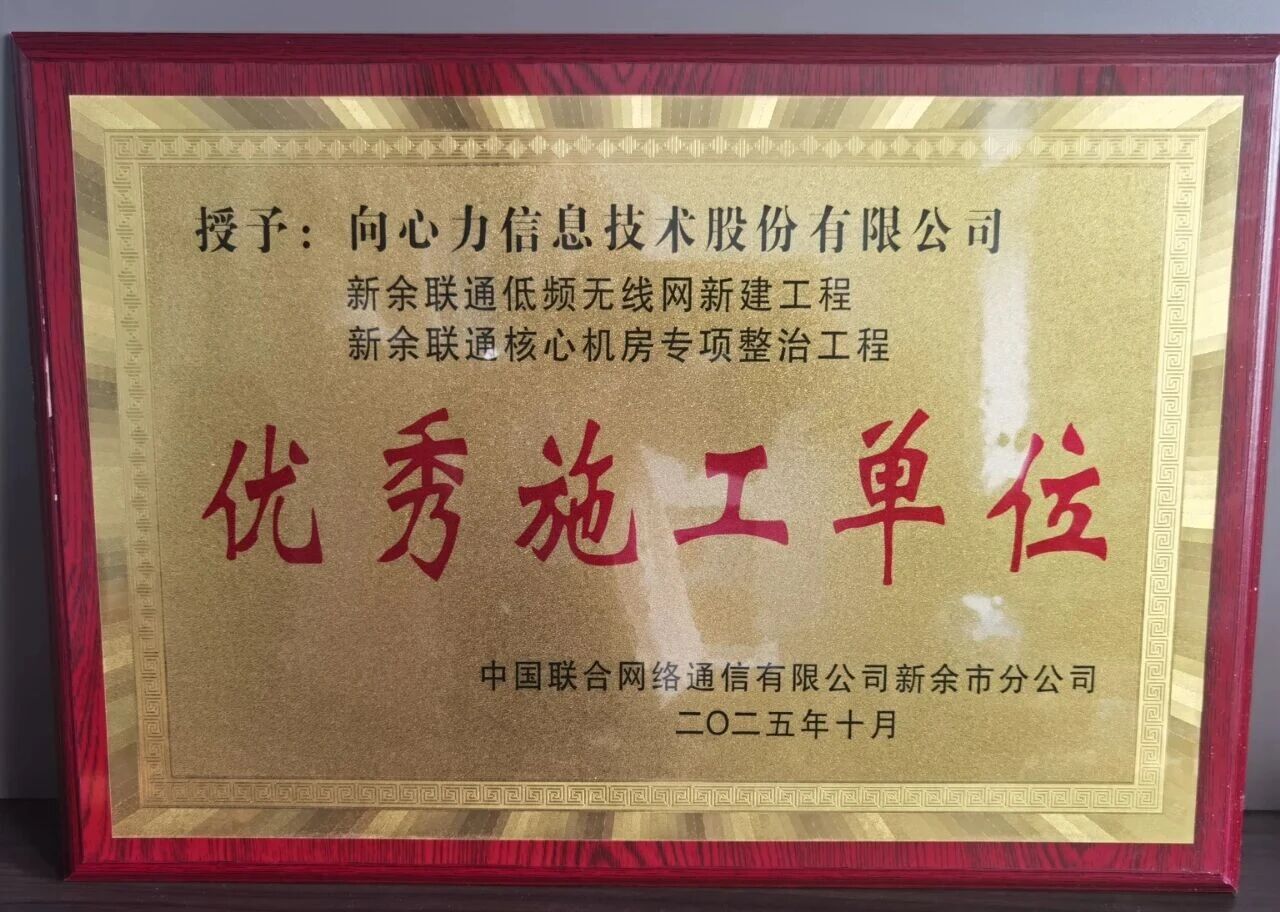 授予：向心力信息技术股份有限公司
新余联通低频无线网新建工程
新余联通核心机房专项整治工程
优秀施工单位
中国联合网络通信有限公司新余市分公司
二〇二五年十月